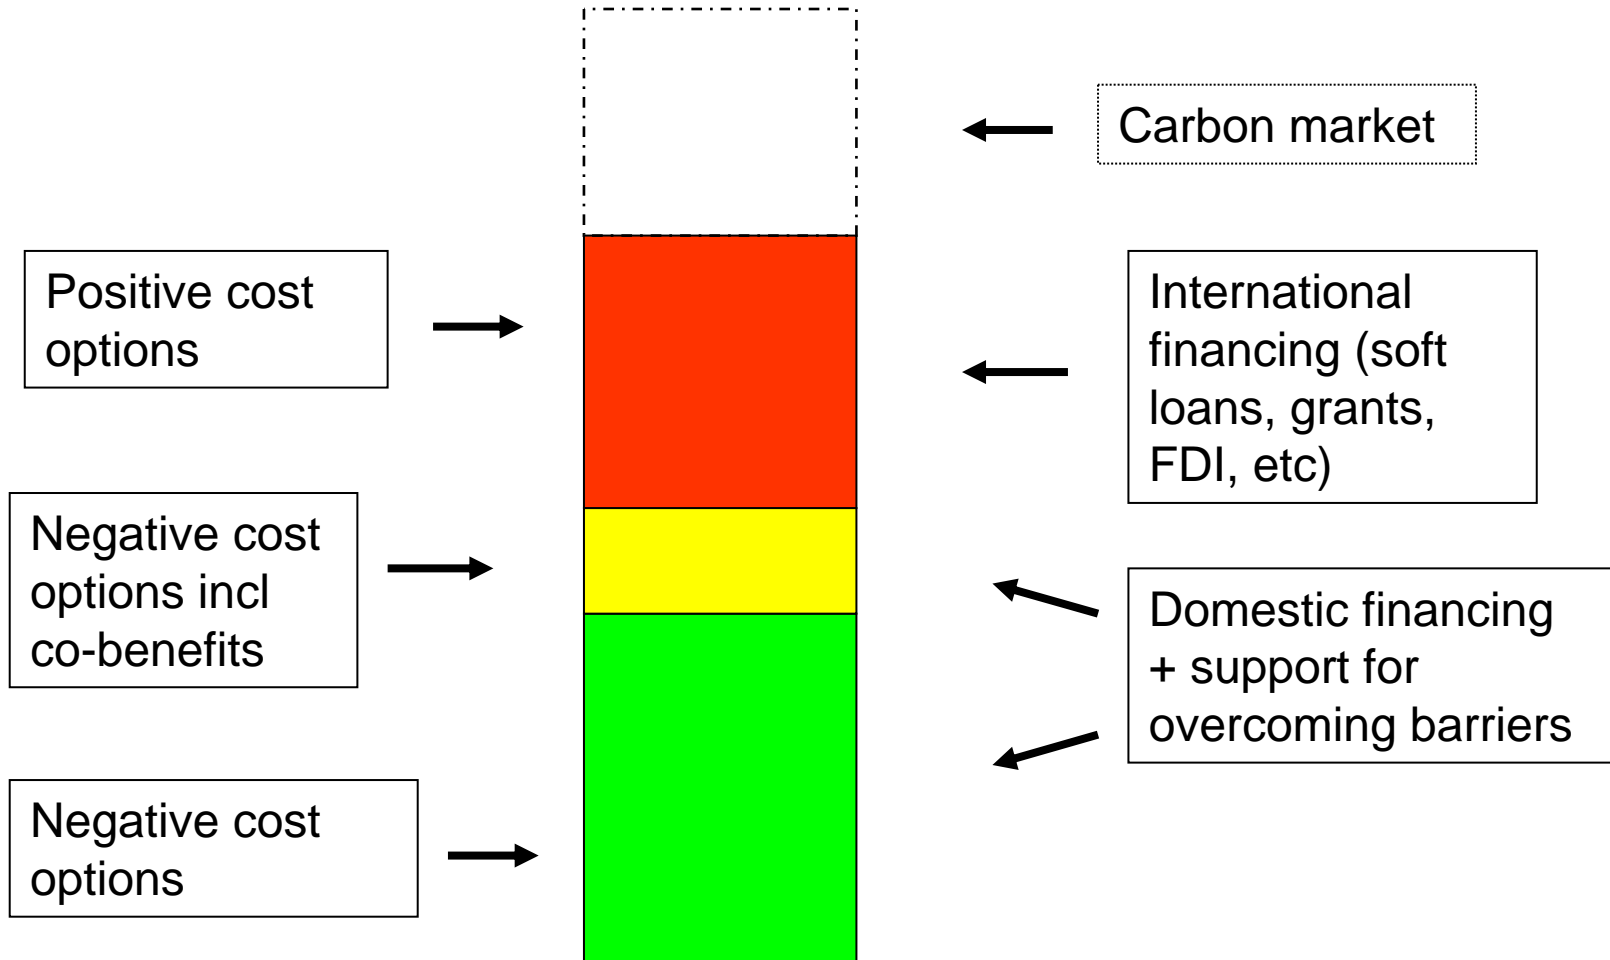 Carbon market
Positive cost
options
International
financing (soft
loans, grants,
FDI, etc)
Negative cost
options incl
co-benefits
Domestic financing
+ support for
overcoming barriers
Negative cost
options